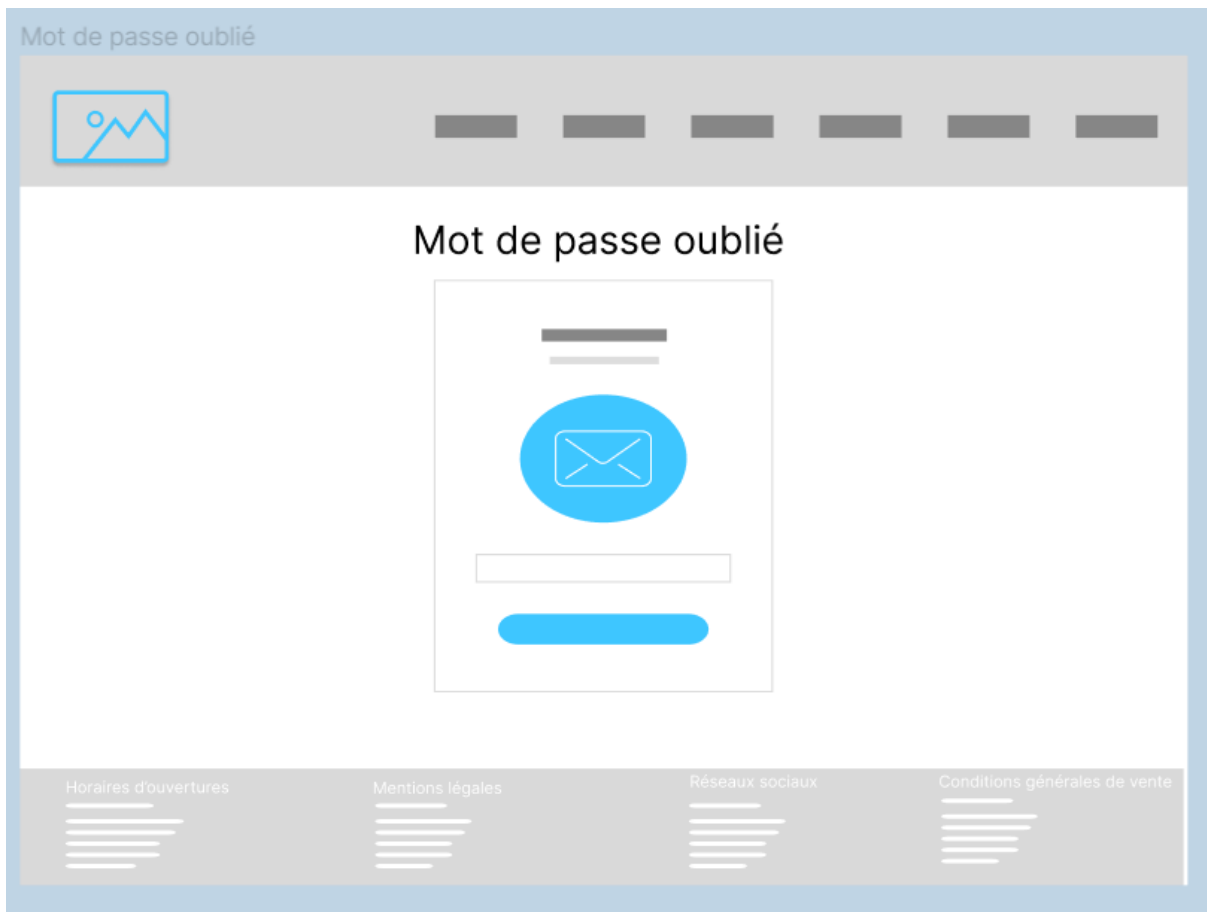 Mot de passe oublié
Mot de passe oublié
Horaires d'ouvertures
Mentions légales
Réseaux sociaux
Conditions générales de vente